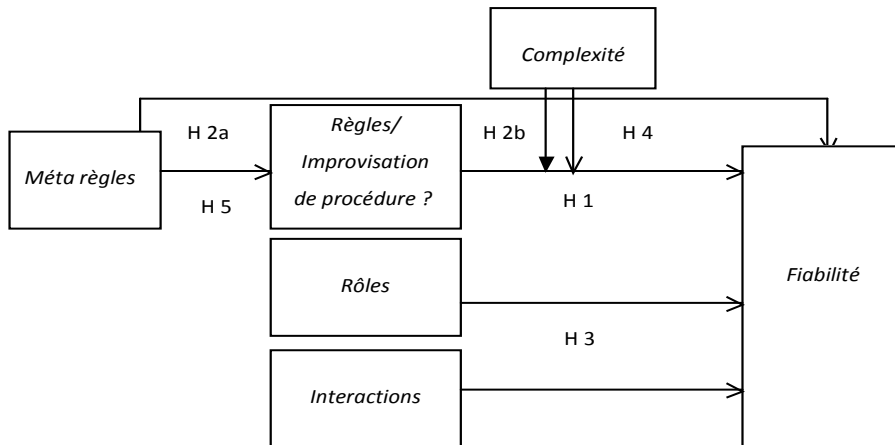 Complexité
H 2a
Règles/
Improvisation
de procédure ?
H 2b
H 4
Méta règles
H 5
H 1
Rôles
Fiabilité
H 3
Interactions